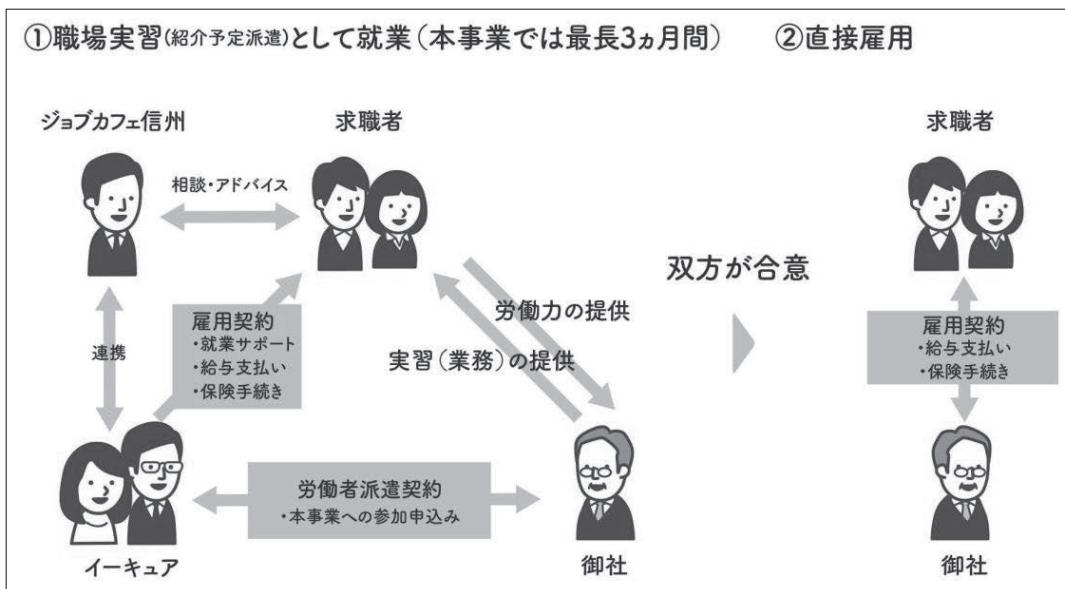 ①職場実習(紹介予定派遣)として就業(本事業では最長3ヵ月間)
②直接雇用
ジョブカフェ信州
求職者
相談・アドバイス
連携
雇用契約
・就業サポート
・給与支払い
・保険手続き
労働力の提供
実習(業務)の提供
労働者派遣契約
・本事業への参加申込み
イーキュア
御社
双方が合意
求職者
雇用契約
・給与支払い
・保険手続き
御社